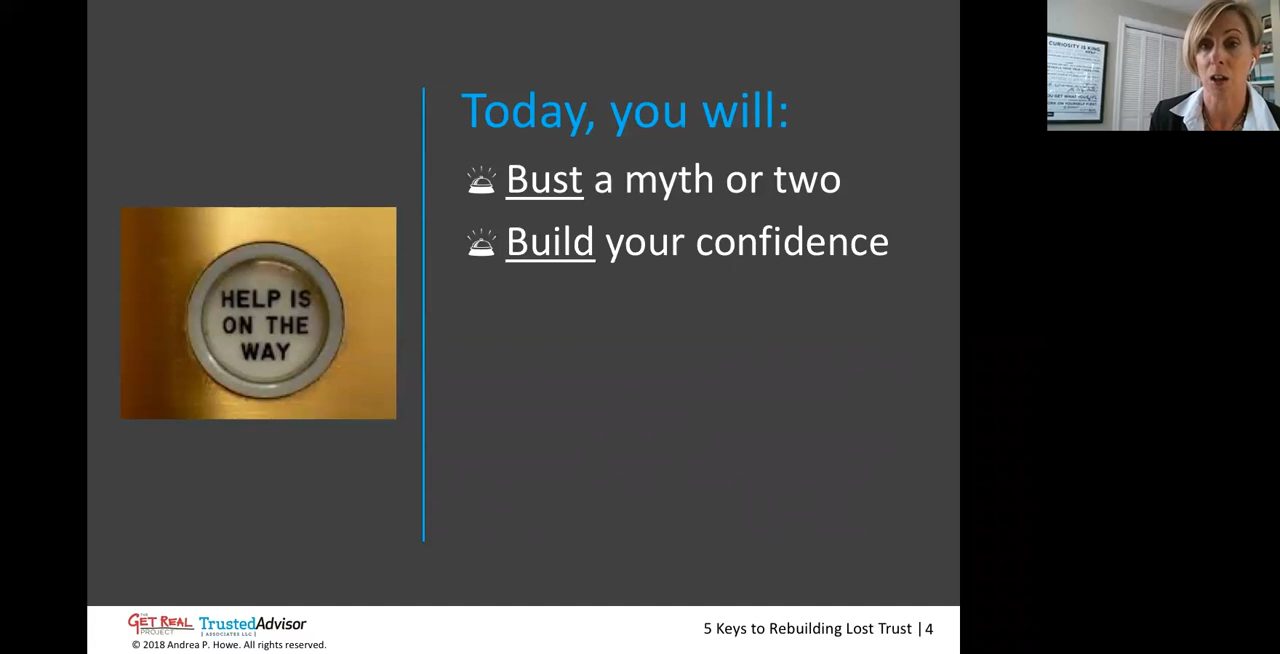 Today, you will:
Bust a myth or two
Build your confidence
HELP IS
ON THE
WAY
CURIOSITY IS KING.
THE
GET REAL
PROJECT
TrustedAdvisor
ASSOCIATES LLC
© 2018 Andrea P. Howe. All rights reserved.
5 Keys to Rebuilding Lost Trust | 4